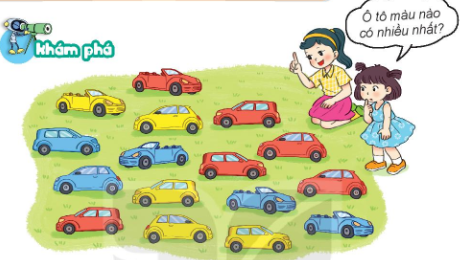 khám phá
Ô tô màu nào
có nhiều nhất?